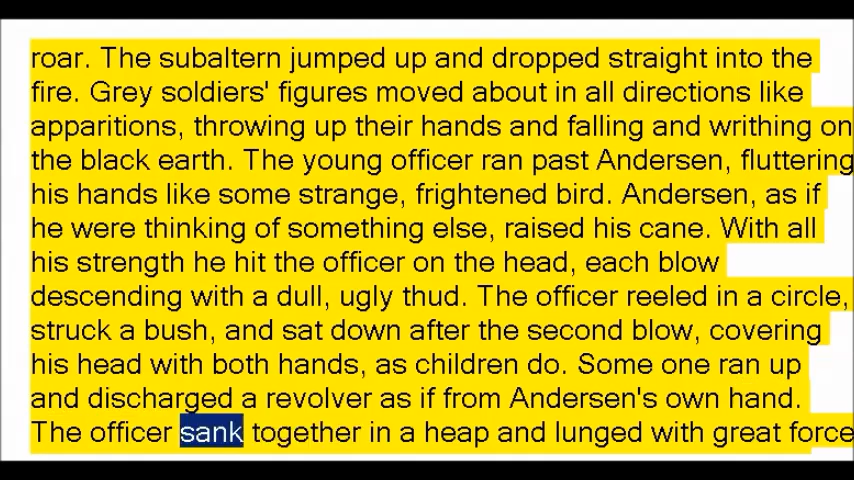 roar. The subaltern jumped up and dropped straight into the
fire. Grey soldiers' figures moved about in all directions like
apparitions, throwing up their hands and falling and writhing on
the black earth. The young officer ran past Andersen, fluttering
his hands like some strange, frightened bird. Andersen, as if
he were thinking of something else, raised his cane. With all
his strength he hit the officer on the head, each blow
descending with a dull, ugly thud. The officer reeled in a circle,
struck a bush, and sat down after the second blow, covering
his head with both hands, as children do. Some one ran up
and discharged a revolver as if from Andersen's own hand.
The officer sank together in a heap and lunged with great force